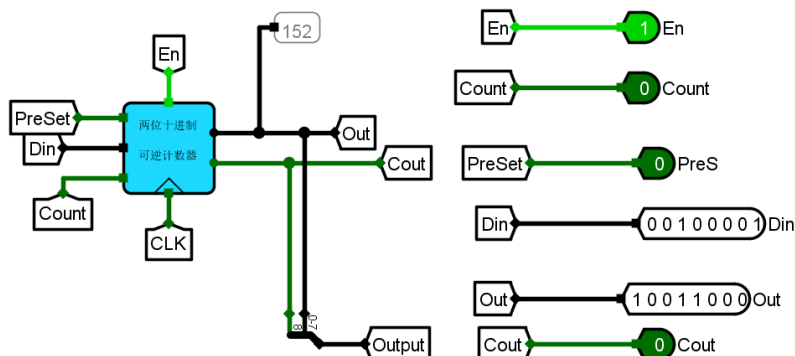 152
En
En
1
En
Count
0
Count
PreSet
两位十进制
Out
Din
可逆计数器
Cout
PreSet
0
PreS
Count
CLK
Din
0 0 1 0 0 0 0 1
Din
Out
1 0 0 1 1 0 0 0
Out
8
0-7
Output
Cout
0
Cout